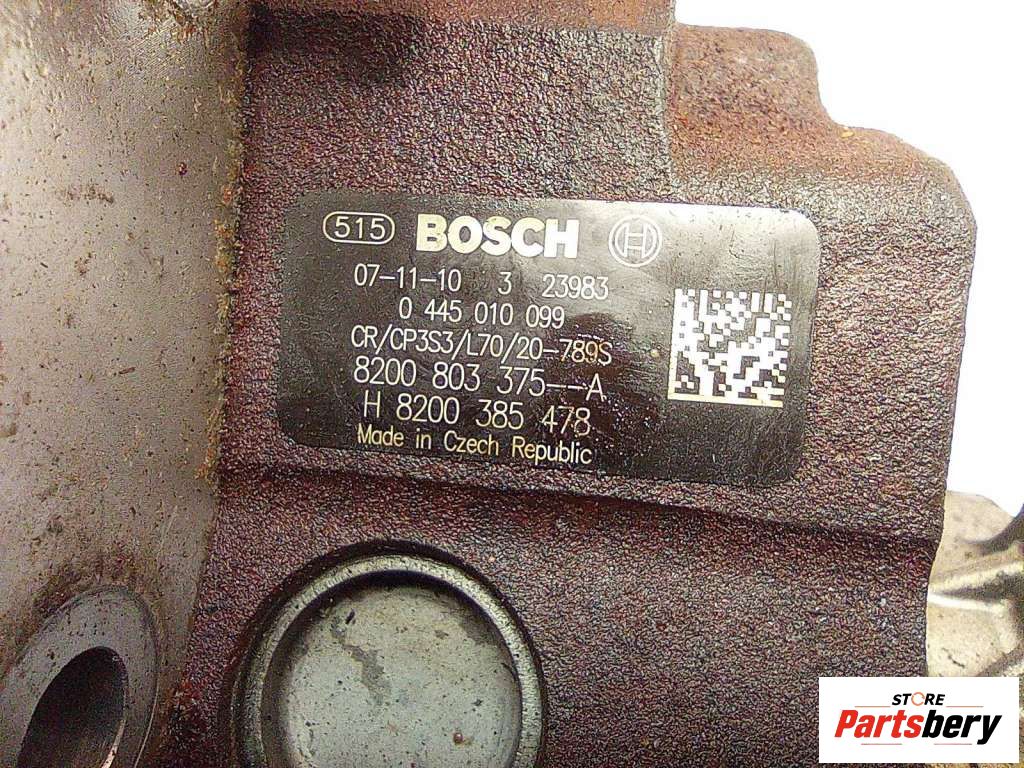 515 BOSCH H
07-11-10 3 23983
0 445 010 099
CR/CP3S3/L70/20-789S
8200 803 375--A
H 8200 385 478
Made in Czech Republic
STORE
Partsbery